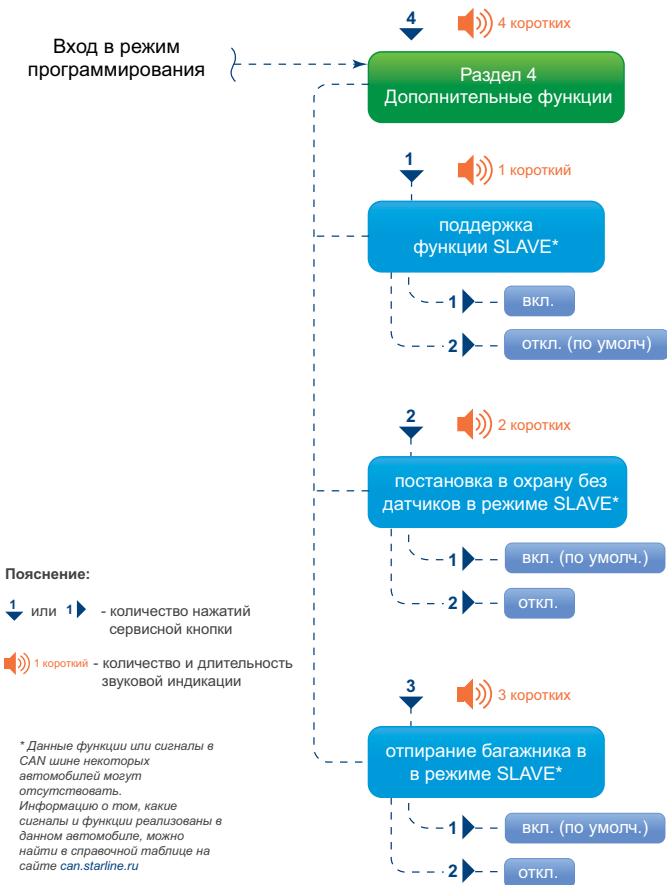 4
4 коротких
Вход в режим
программирования
Раздел 4
Дополнительные функции
1
1 короткий
поддержка
функции SLAVE*
1
вкл.
2
откл. (по умолч)
2
2 коротких
постановка в охрану без
датчиков в режиме SLAVE*
1
вкл. (по умолч.)
2
откл.
Пояснение:
1 или 1 - количество нажатий
сервисной кнопки
1 короткий - количество и длительность
звуковой индикации
3
3 коротких
отпирание багажника в
в режиме SLAVE*
1
вкл. (по умолч.)
2
откл.
* Данные функции или сигналы в
CAN шине некоторых
автомобилей могут
отсутствовать.
Информацию о том, какие
сигналы и функции реализованы в
данном автомобиле, можно
найти в справочной таблице на
сайте can.starline.ru